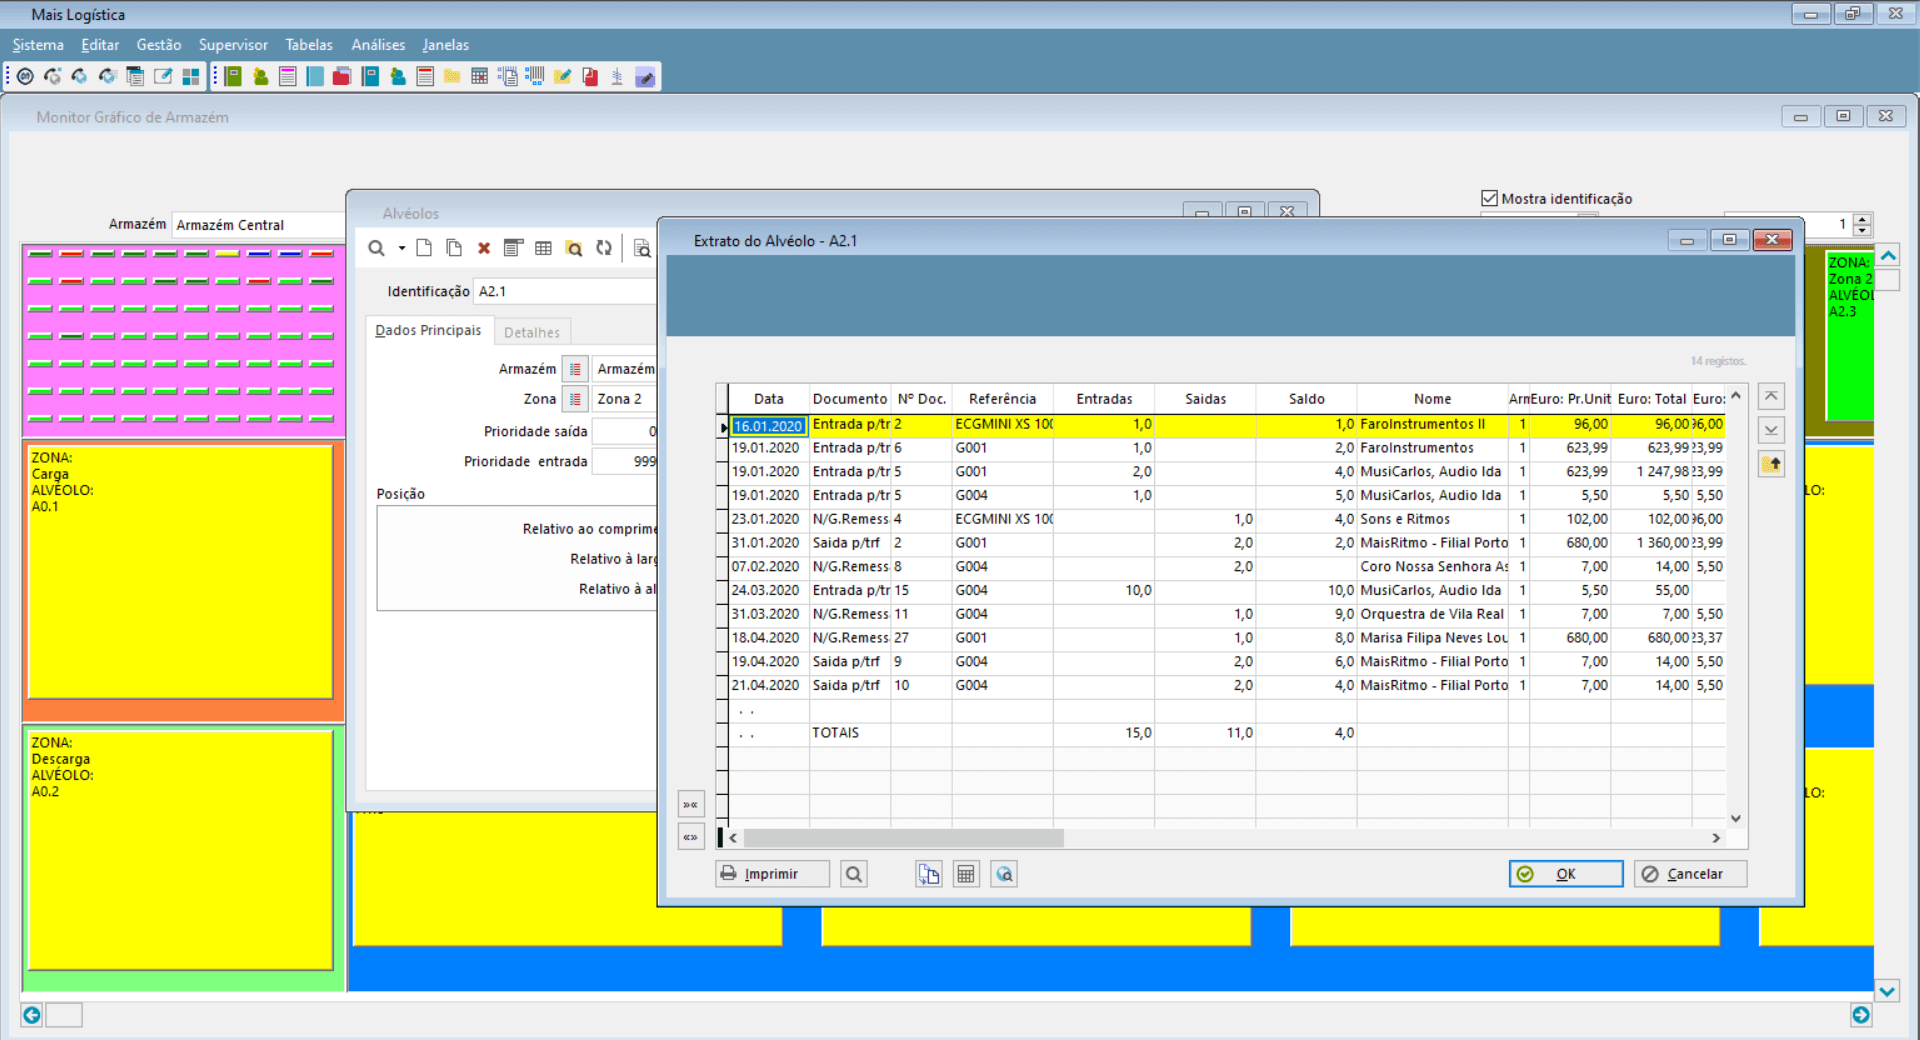 Mais Logística
Sistema Editar Gestão Supervisor Tabelas Análises Janelas
Monitor Gráfico de Armazém
Armazém Armazém Central
Mostra identificação
1
Alvéolos
Identificação A2.1
Dados Principais Detalhes
Armazém Armazém
Zona Zona 2
Prioridade saída 0
Prioridade entrada 999
Posição
Relativo ao comprime
Relativo à larg
Relativo à al
ZONA:
Carga
ALVÉOLO:
A0.1
ZONA:
Descarga
ALVÉOLO:
A0.2
ZONA:
Zona 2
ALVÉOL
A2.3
LO:
LO:
Extrato do Alvéolo - A2.1
14 registos.
Data Documento Nº Doc. Referência Entradas Saidas Saldo Nome Arm Euro: Pr.Unit Euro: Total Euro:
16.01.2020 Entrada p/tr 2 ECGMINI XS 100 1,0 1,0 FaroInstrumentos II 1 96,00 96,00 96,00
19.01.2020 Entrada p/tr 6 G001 1,0 2,0 FaroInstrumentos 1 623,99 623,99 23,99
19.01.2020 Entrada p/tr 5 G001 2,0 4,0 MusiCarlos, Audio lda 1 623,99 1 247,98 23,99
19.01.2020 Entrada p/tr 5 G004 1,0 5,0 MusiCarlos, Audio lda 1 5,50 5,50 5,50
23.01.2020 N/G.Remess 4 ECGMINI XS 100 1,0 4,0 Sons e Ritmos 1 102,00 102,00 96,00
31.01.2020 Saida p/trf 2 G001 2,0 2,0 MaisRitmo - Filial Porto 1 680,00 1 360,00 23,99
07.02.2020 N/G.Remess 8 G004 2,0 Coro Nossa Senhora As 1 7,00 14,00 5,50
24.03.2020 Entrada p/tr 15 G004 10,0 10,0 MusiCarlos, Audio lda 1 5,50 55,00
31.03.2020 N/G.Remess 11 G004 1,0 9,0 Orquestra de Vila Real 1 7,00 7,00 5,50
18.04.2020 N/G.Remess 27 G001 1,0 8,0 Marisa Filipa Neves Lou 1 680,00 680,00 23,37
19.04.2020 Saida p/trf 9 G004 2,0 6,0 MaisRitmo - Filial Porto 1 7,00 14,00 5,50
21.04.2020 Saida p/trf 10 G004 2,0 4,0 MaisRitmo - Filial Porto 1 7,00 14,00 5,50
. .
. . TOTAIS 15,0 11,0 4,0
Imprimir
OK
Cancelar